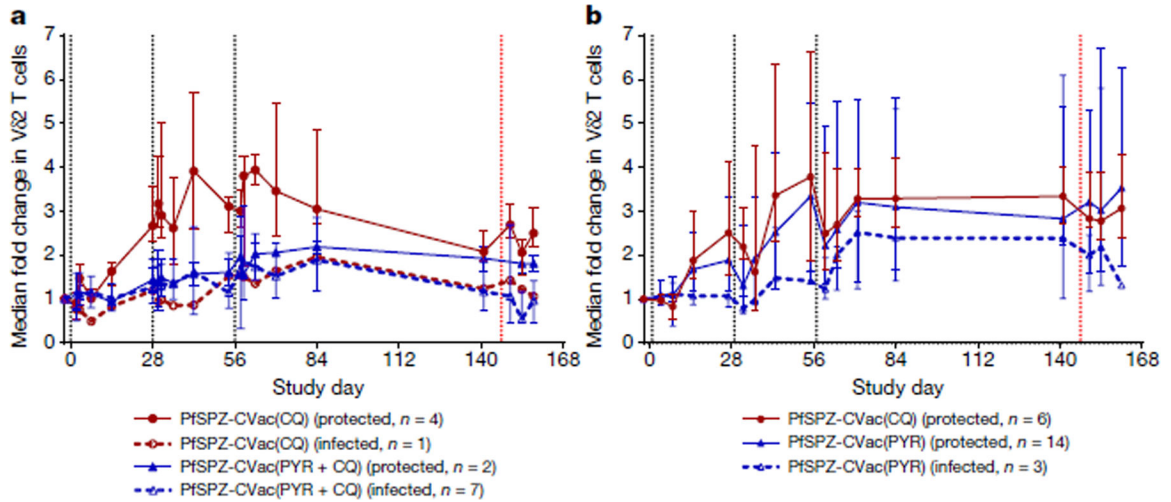 a
Median fold change in Vδ2 T cells
7
6
5
4
3
2
1
0
0 28 56 84 112 140 168
Study day
PfSPZ-CVac(CQ) (protected, n = 4)
PfSPZ-CVac(CQ) (infected, n = 1)
PfSPZ-CVac(PYR + CQ) (protected, n = 2)
PfSPZ-CVac(PYR + CQ) (infected, n = 7)
b
Median fold change in Vδ2 T cells
7
6
5
4
3
2
1
0
0 28 56 84 112 140 168
Study day
PfSPZ-CVac(CQ) (protected, n = 6)
PfSPZ-CVac(PYR) (protected, n = 14)
PfSPZ-CVac(PYR) (infected, n = 3)